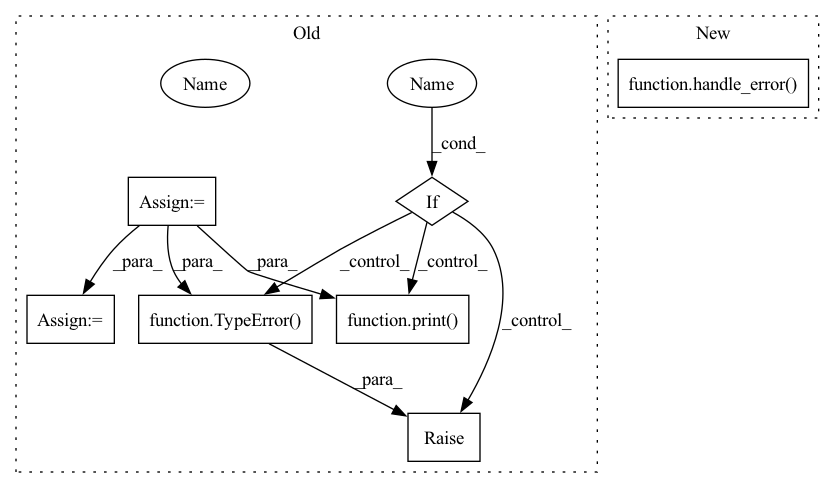 Old
New
Name
Name
function.handle_error()
_cond_
Assign:=
If
_para_
_para_
_para_
_control_
_control_
Assign:=
function.TypeError()
function.print()
_control_
_para_
Raise